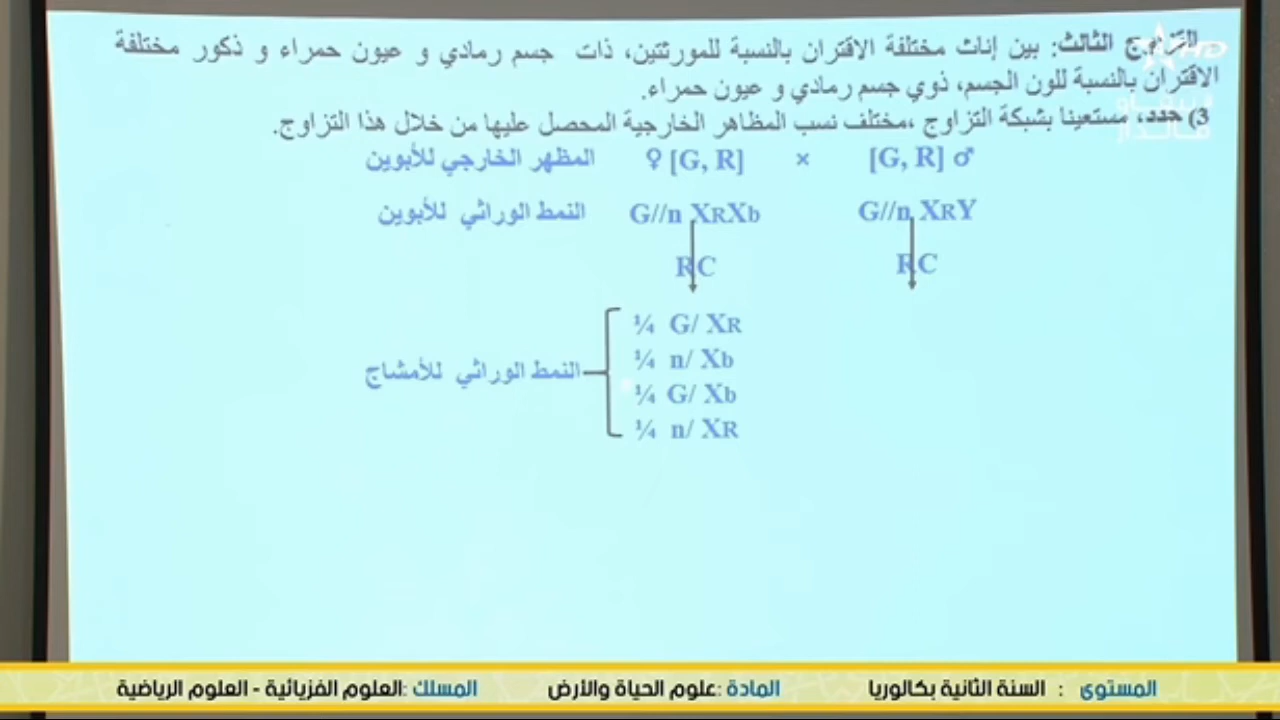 التزاوج الثالث: بين إناث مختلفة الاقتران بالنسبة للمورثتين، ذات جسم رمادي و عيون حمراء و ذكور مختلفة
الاقتران بالنسبة للون الجسم، ذوي جسم رمادي و عيون حمراء.
3) حدد، مستعينا بشبكة التزاوج ،مختلف نسب المظاهر الخارجية المحصل عليها من خلال هذا التزاوج.
المظهر الخارجي للأبوين ♀ [G, R] × [G, R] ♂
النمط الوراثي للأبوين G//n XRXb G//n XRY
RC RC
¼ G/ XR
¼ n/ Xb
النمط الوراثي للأمشاج
¼ G/ Xb
¼ n/ XR
HD
المستوى : السنة الثانية بكالوريا المادة :علوم الحياة والأرض المسلك :العلوم الفزيائية - العلوم الرياضية